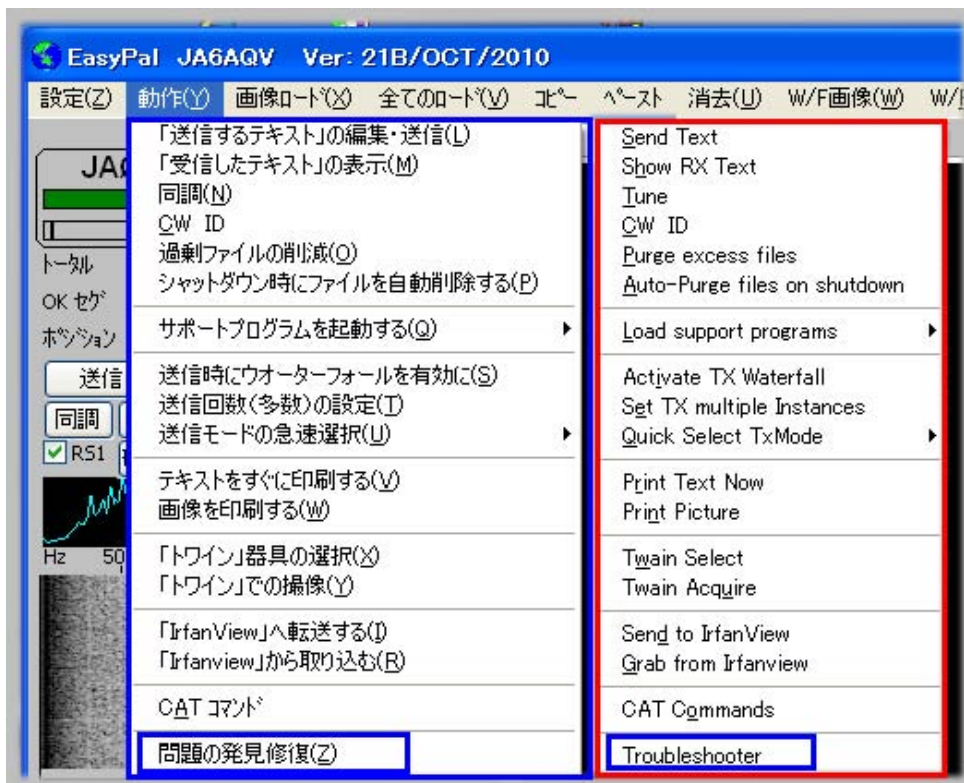 EasyPal JA6AQV Ver: 21B/OCT/2010
設定(Z) 動作(Y) 画像ロード(X) 全てのロード(V) コピー ペースト 消去(U) W/F画像(W)
トータル
OK セグ
ポジション
送信
同調
RS1
Hz 50
「送信するテキスト」の編集・送信(L)
「受信したテキスト」の表示(M)
同調(N)
CW ID
過剰ファイルの削減(O)
シャットダウン時にファイルを自動削除する(P)
サポートプログラムを起動する(Q)
送信時にウオーターフォールを有効に(S)
送信回数(多数)の設定(T)
送信モードの急速選択(U)
テキストをすぐに印刷する(V)
画像を印刷する(W)
「トワイン」器具の選択(X)
「トワイン」での撮像(Y)
「IrfanView」へ転送する(I)
「Irfanview」から取り込む(R)
CAT コマンド
問題の発見修復(Z)
Send Text
Show RX Text
Tune
CW ID
Purge excess files
Auto-Purge files on shutdown
Load support programs
Activate TX Waterfall
Set TX multiple Instances
Quick Select TxMode
Print Text Now
Print Picture
Twain Select
Twain Acquire
Send to IrfanView
Grab from Irfanview
CAT Commands
Troubleshooter